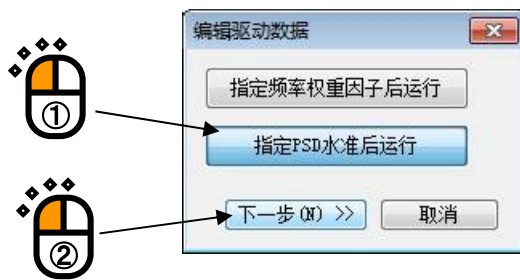 编辑驱动数据
指定频率权重因子后运行
①
指定PSD水准后运行
下一步(N) >> 取消
②